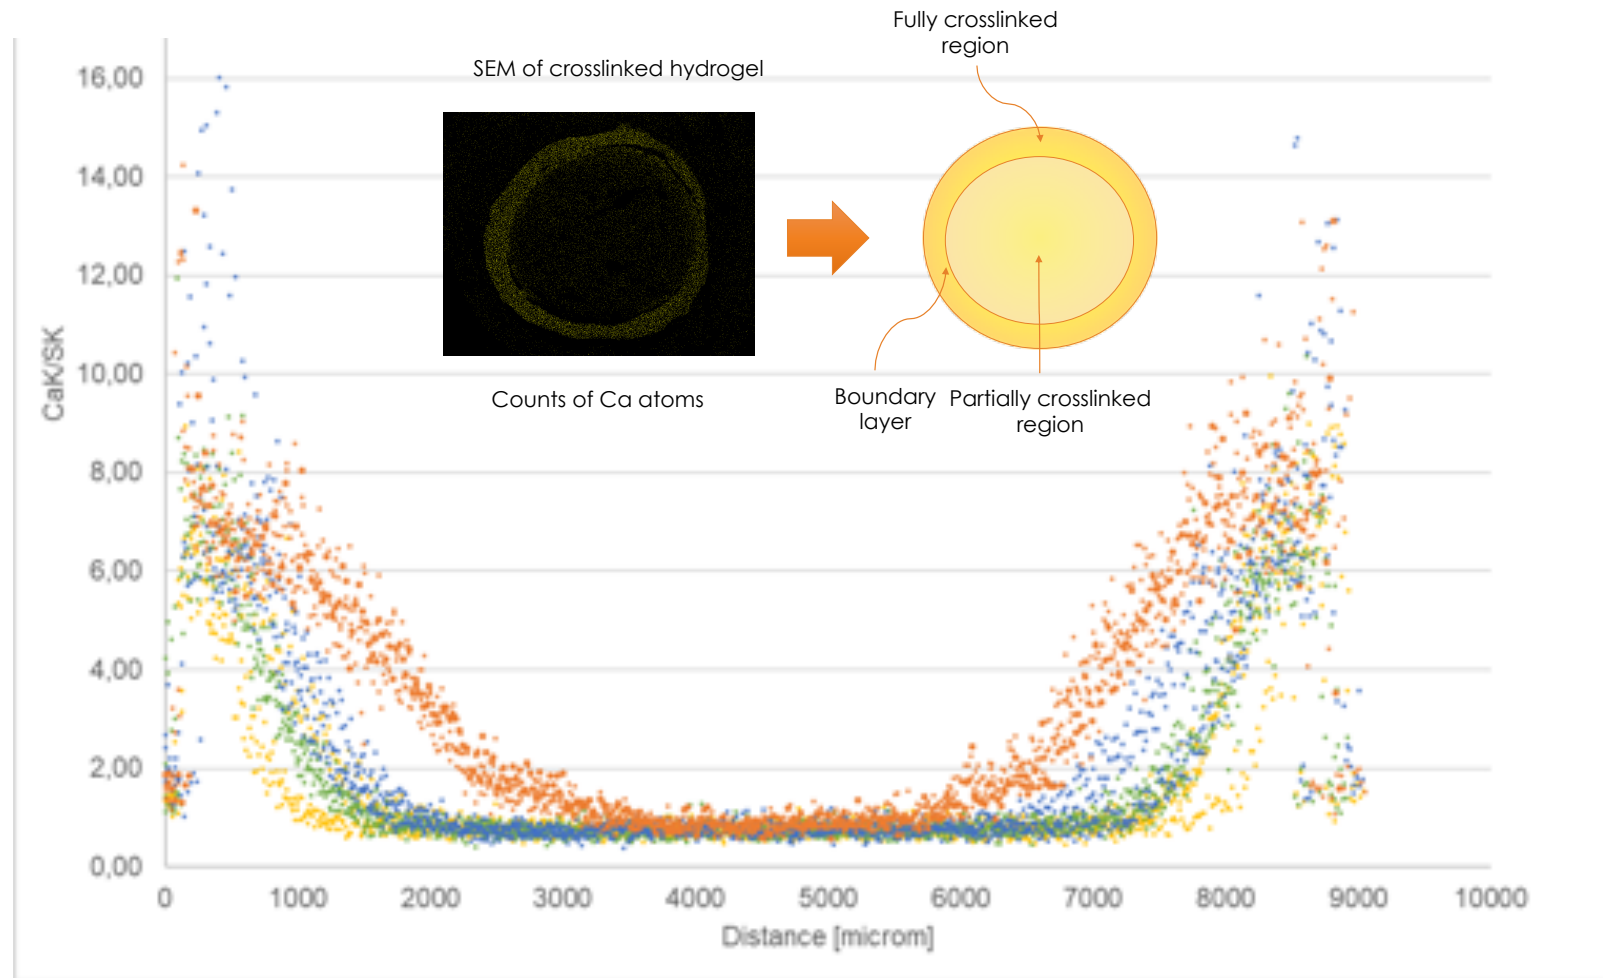 Fully crosslinked
region
SEM of crosslinked hydrogel
Counts of Ca atoms
Boundary
layer
Partially crosslinked
region
CaK/SK
16,00
14,00
12,00
10,00
8,00
6,00
4,00
2,00
0,00
0 1000 2000 3000 4000 5000 6000 7000 8000 9000 10000
Distance [microm]